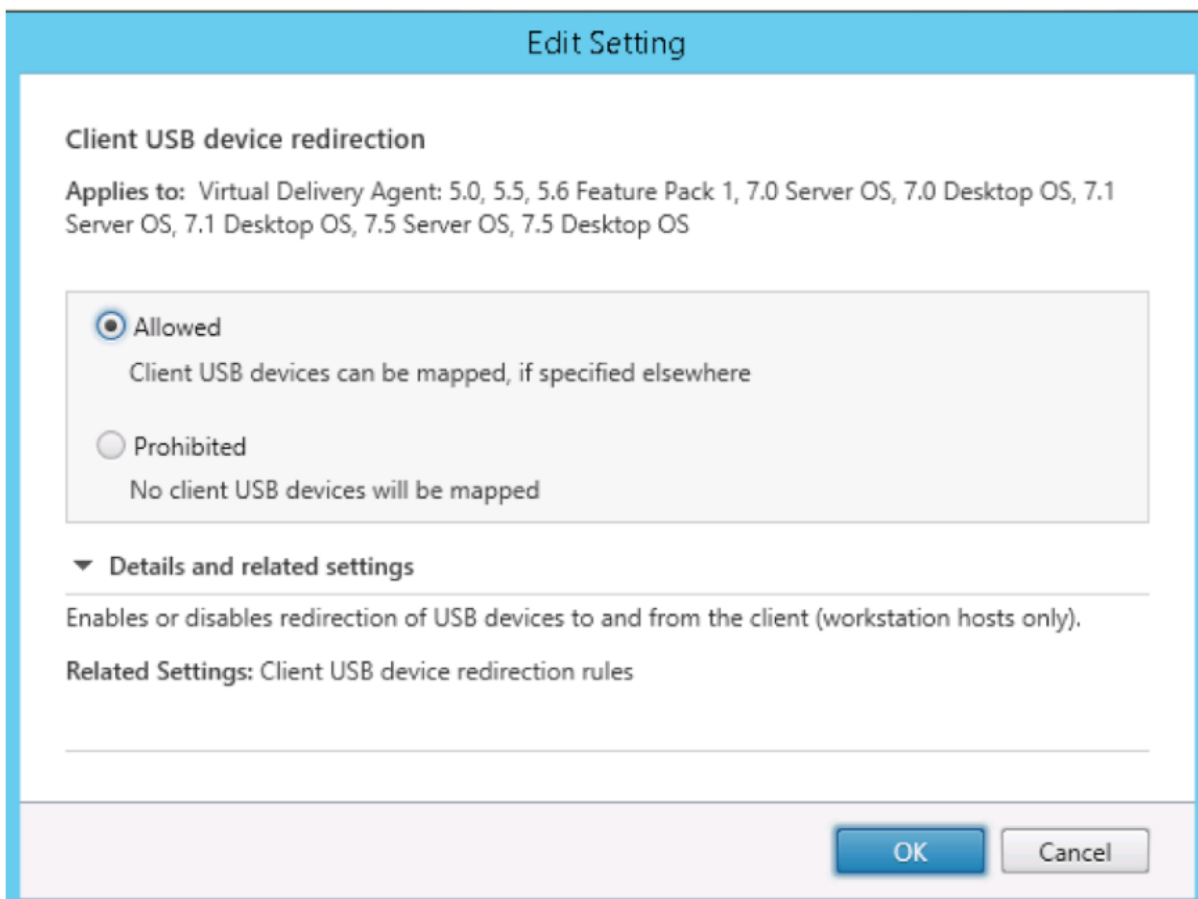 Edit Setting
Client USB device redirection
Applies to: Virtual Delivery Agent: 5.0, 5.5, 5.6 Feature Pack 1, 7.0 Server OS, 7.0 Desktop OS, 7.1
Server OS, 7.1 Desktop OS, 7.5 Server OS, 7.5 Desktop OS
Allowed
Client USB devices can be mapped, if specified elsewhere
Prohibited
No client USB devices will be mapped
Details and related settings
Enables or disables redirection of USB devices to and from the client (workstation hosts only).
Related Settings: Client USB device redirection rules
OK
Cancel